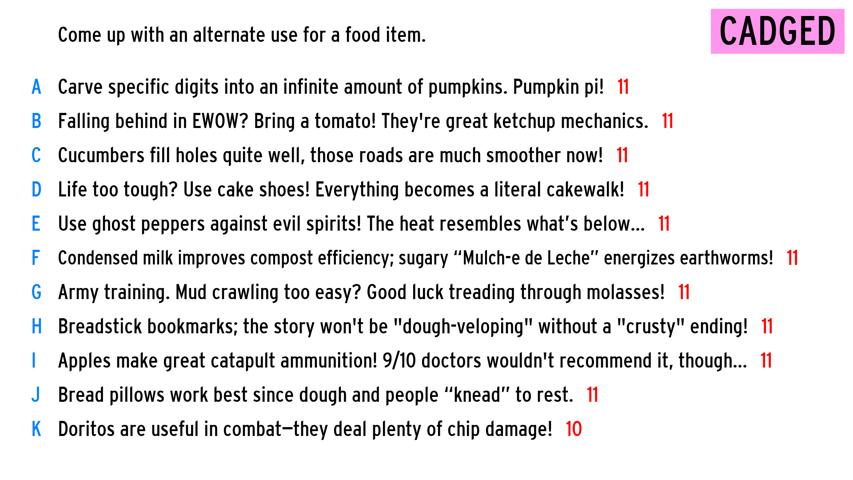 Come up with an alternate use for a food item.
CADGED
A Carve specific digits into an infinite amount of pumpkins. Pumpkin pi! 11
B Falling behind in EWOW? Bring a tomato! They're great ketchup mechanics. 11
C Cucumbers fill holes quite well, those roads are much smoother now! 11
D Life too tough? Use cake shoes! Everything becomes a literal cakewalk! 11
E Use ghost peppers against evil spirits! The heat resembles what’s below... 11
F Condensed milk improves compost efficiency; sugary “Mulch-e de Leche” energizes earthworms! 11
G Army training. Mud crawling too easy? Good luck treading through molasses! 11
H Breadstick bookmarks; the story won't be "dough-veloping" without a "crusty" ending! 11
I Apples make great catapult ammunition! 9/10 doctors wouldn't recommend it, though... 11
J Bread pillows work best since dough and people “knead” to rest. 11
K Doritos are useful in combat—they deal plenty of chip damage! 10